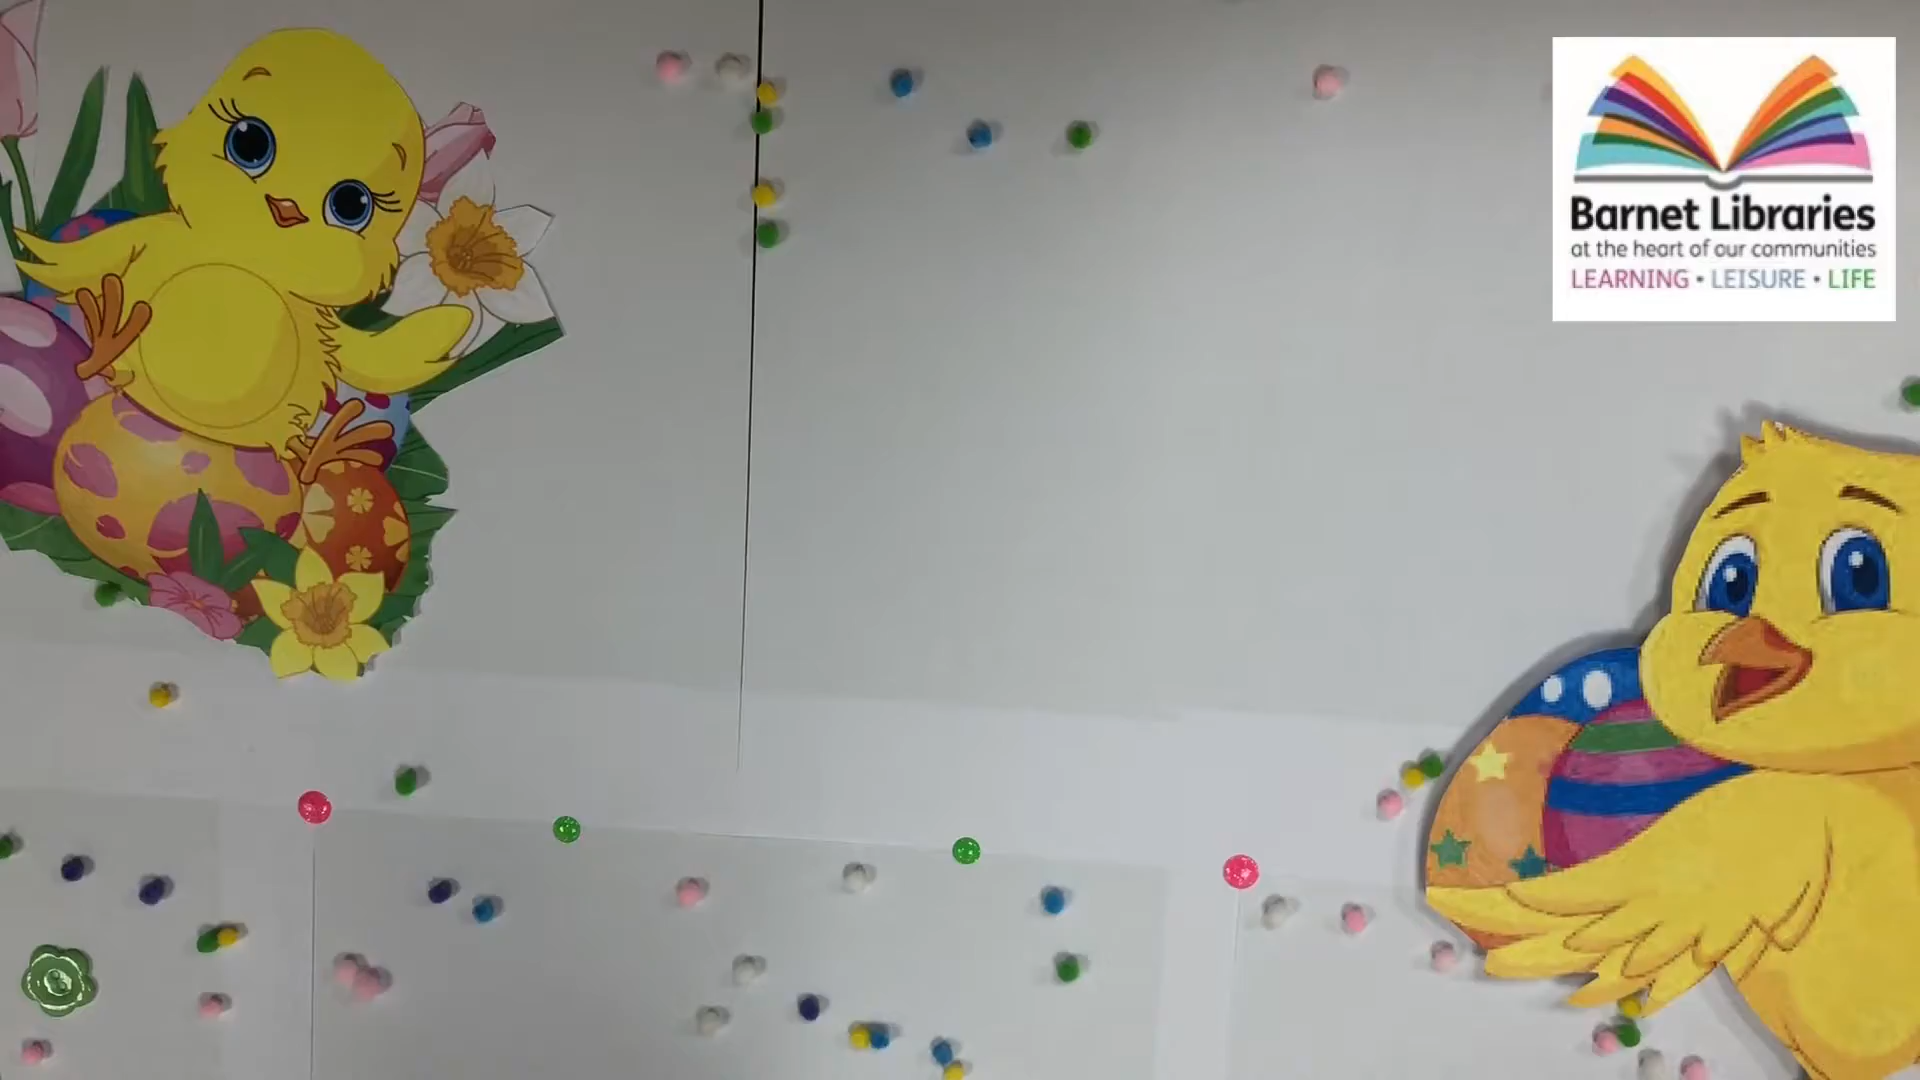 Barnet Libraries
at the heart of our communities
LEARNING • LEISURE • LIFE